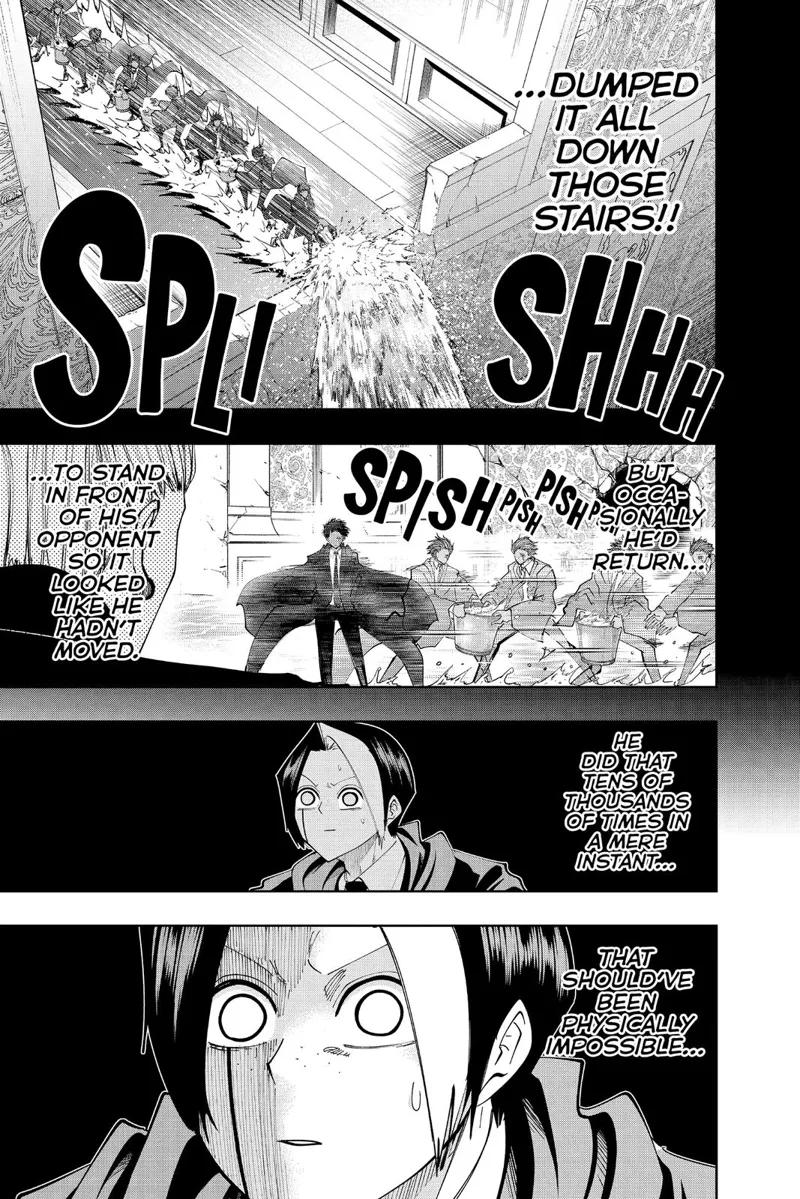 ...DUMPED
IT ALL
DOWN
THOSE
STAIRS!!
SPLI
SHHH
BUT
OCCA-
SIONALLY
HE'D
RETURN...
SPISH
PISH
PISH
...TO STAND
IN FRONT
OF HIS
OPPONENT
SO IT
LOOKED
LIKE HE
HADN'T
MOVED.
HE
DID THAT
TENS OF
THOUSANDS
OF TIMES IN
A MERE
INSTANT...
THAT
SHOULD'VE
BEEN
PHYSICALLY
IMPOSSIBLE...